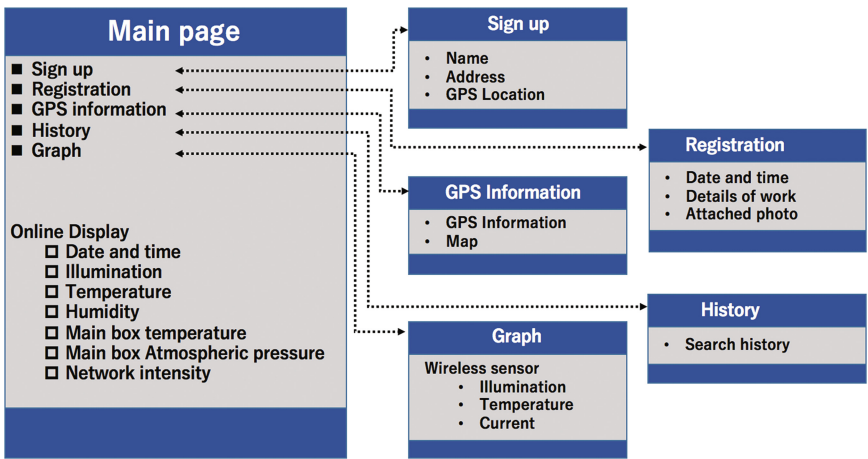 Main page
Sign up
Registration
GPS information
History
Graph
Online Display
Date and time
Illumination
Temperature
Humidity
Main box temperature
Main box Atmospheric pressure
Network intensity
Sign up
• Name
• Address
• GPS Location
GPS Information
• GPS Information
• Map
Graph
Wireless sensor
• Illumination
• Temperature
• Current
Registration
• Date and time
• Details of work
• Attached photo
History
• Search history